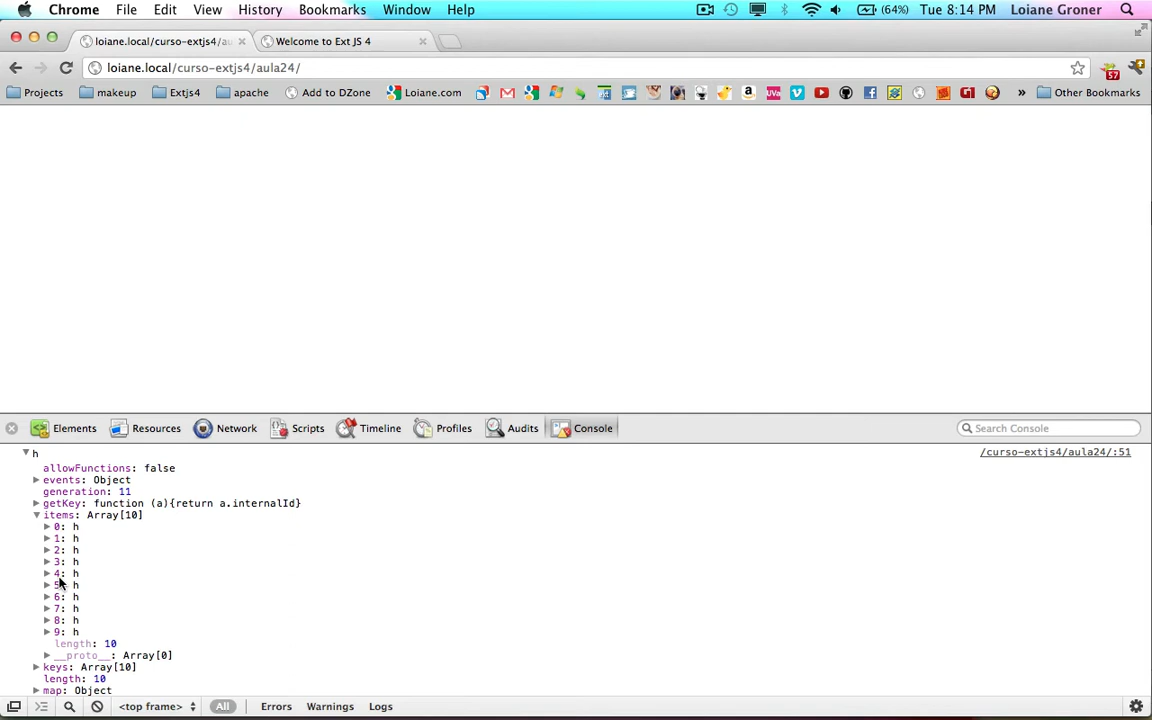 Chrome File Edit View History Bookmarks Window Help (64%) Tue 8:14 PM Loiane Groner
loiane.local/curso-extjs4/au Welcome to Ext JS 4
loiane.local/curso-extjs4/aula24/ 57
Projects makeup Extjs4 apache Add to DZone Loiane.com UVa » Other Bookmarks
Elements Resources Network Scripts Timeline Profiles Audits Console Search Console
h /curso-extjs4/aula24/:51
allowFunctions: false
events: Object
generation: 11
getKey: function (a){return a.internalId}
items: Array[10]
0: h
1: h
2: h
3: h
4: h
5: h
6: h
7: h
8: h
9: h
length: 10
__proto__: Array[0]
keys: Array[10]
length: 10
map: Object
<top frame> All Errors Warnings Logs